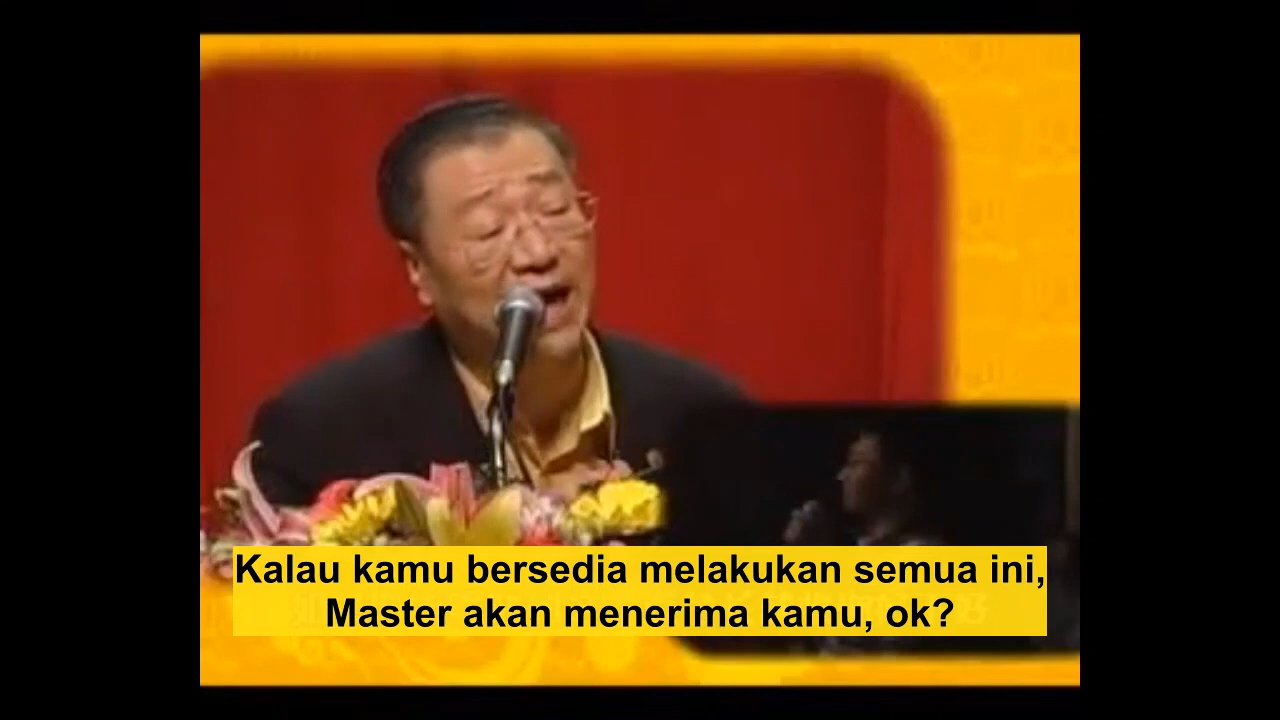 Kalau kamu bersedia melakukan semua ini,
Master akan menerima kamu, ok?